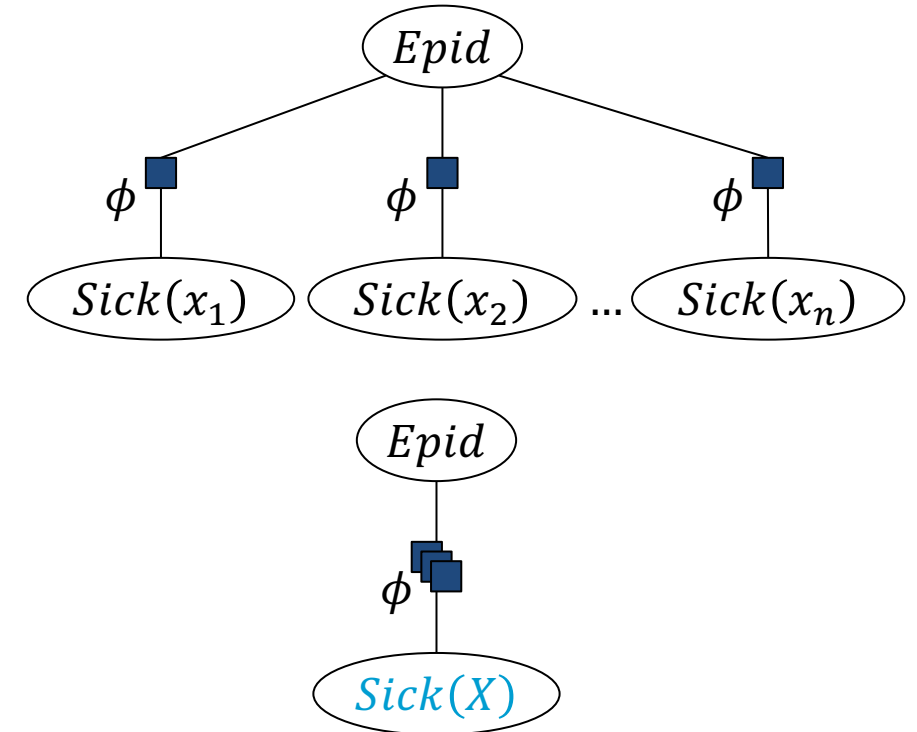 Epid
ϕ ϕ ϕ
Sick(x₁) Sick(x₂) ... Sick(xₙ)
Epid
ϕ
Sick(X)